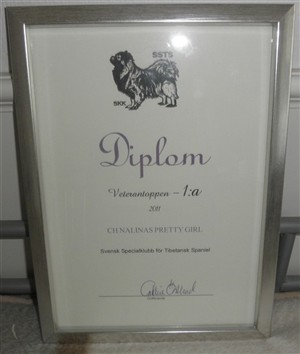 SSTS
SKK
Diplom
Veterantoppen - 1:a
2011
CH NALINAS PRETTY GIRL
Svensk Specialklubb för Tibetansk Spaniel